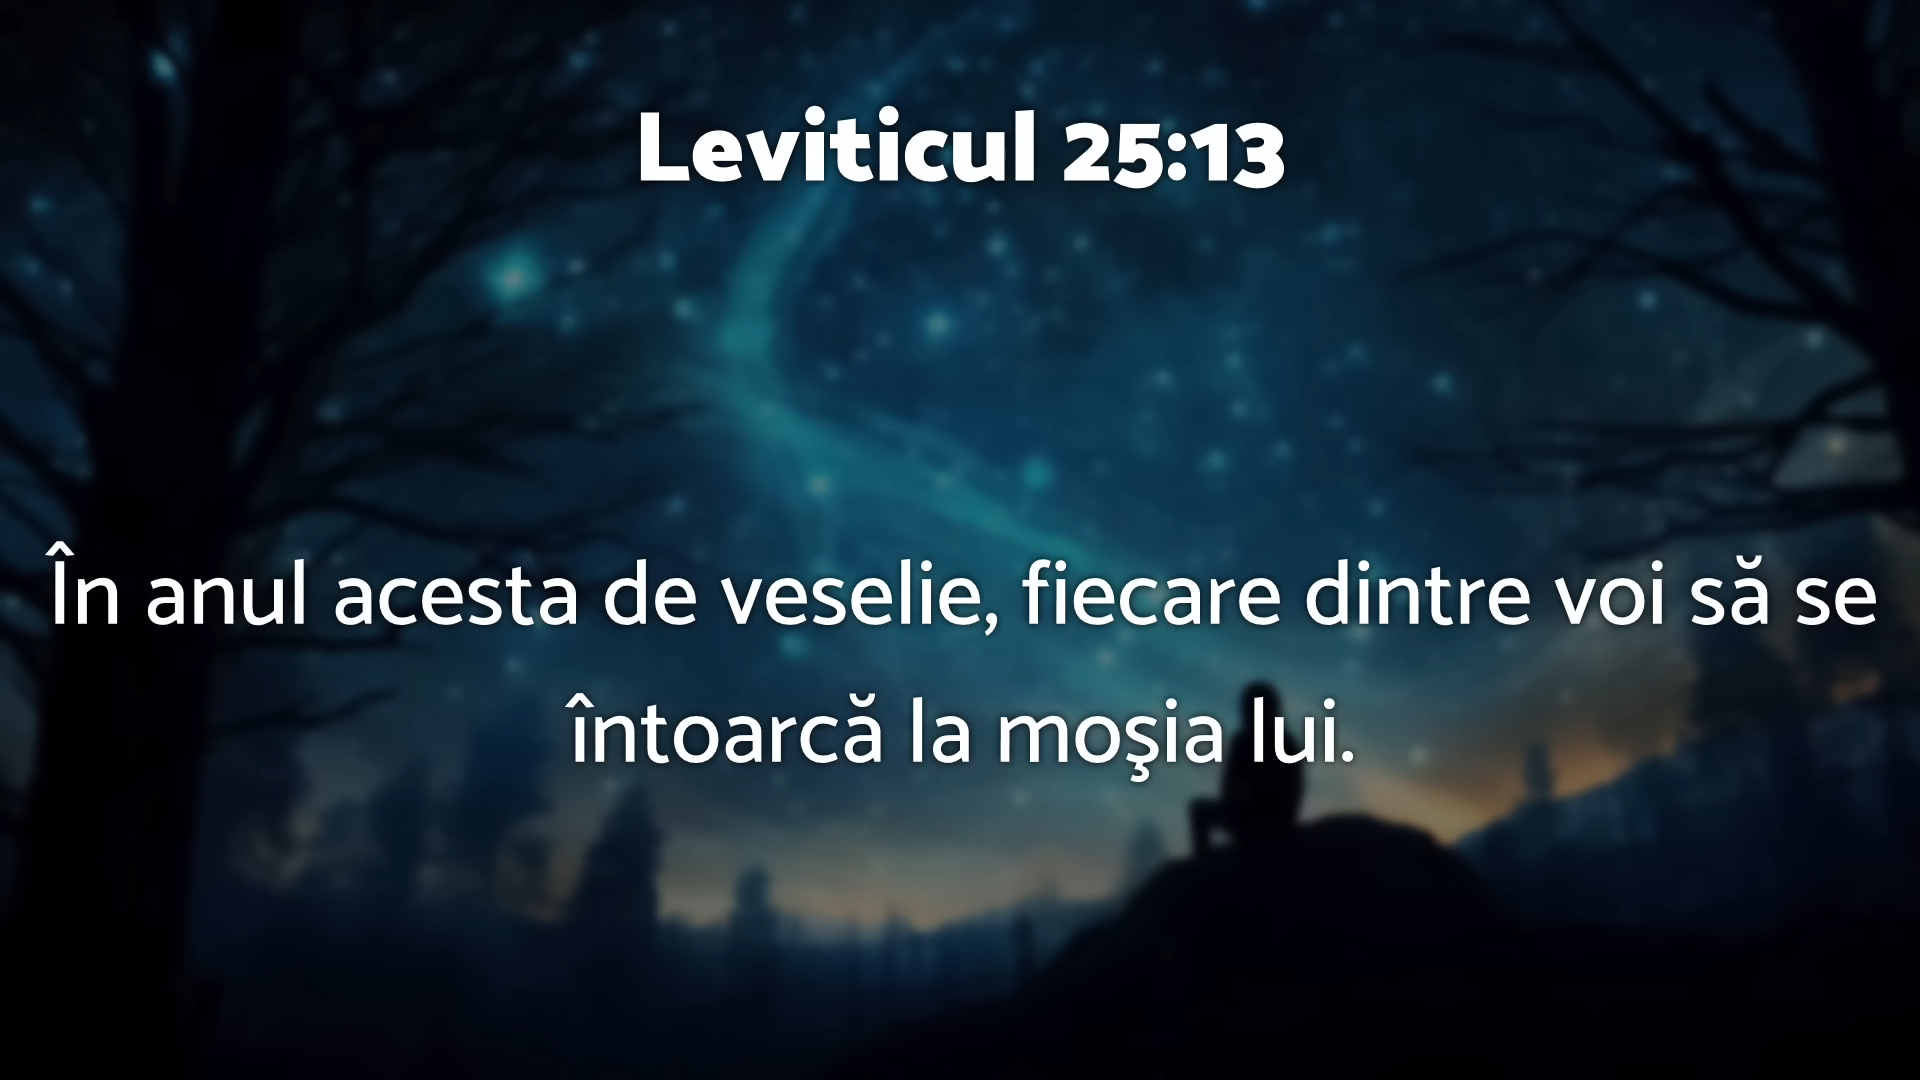 Leviticul 25:13
În anul acesta de veselie, fiecare dintre voi să se
întoarcă la moşia lui.